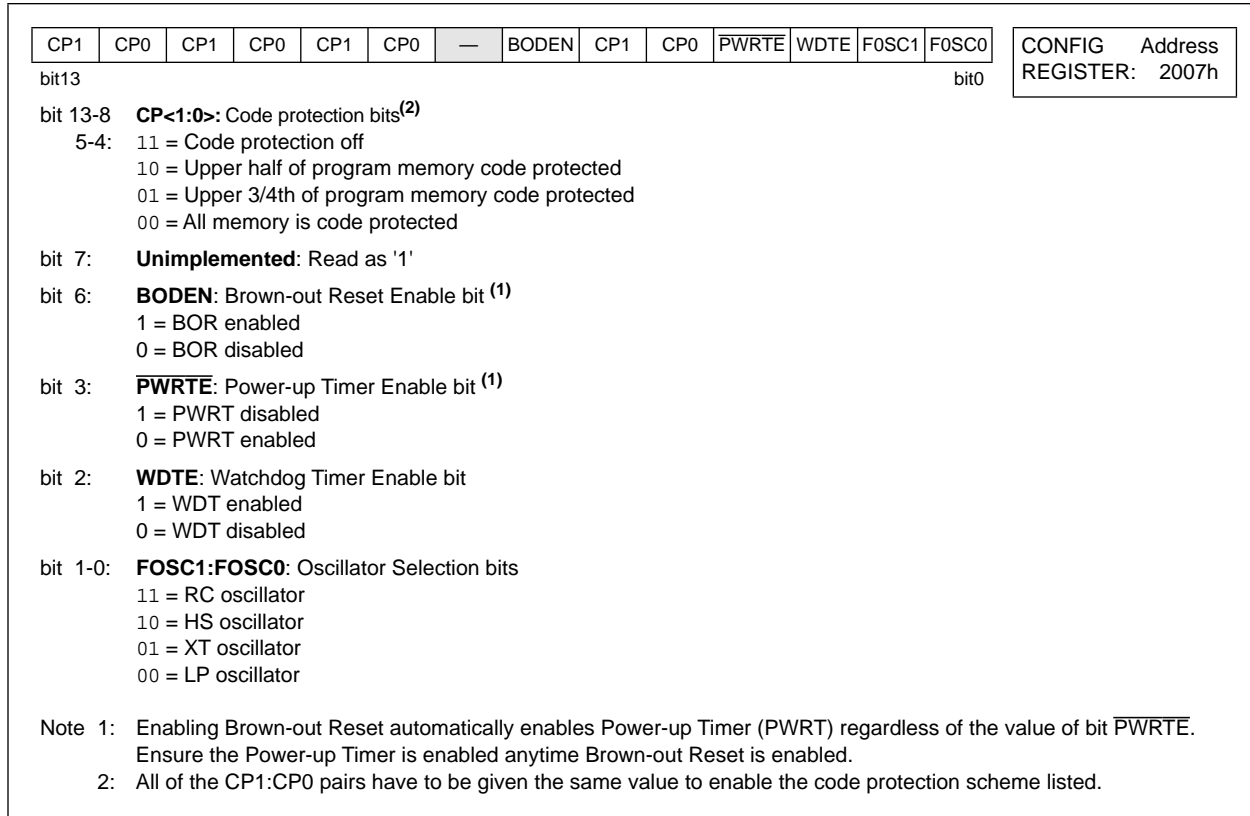 CP1 CP0 CP1 CP0 CP1 CP0 — BODEN CP1 CP0 PWRTE WDTE F0SC1 F0SC0
CONFIG Address
REGISTER: 2007h
bit13 bit0
bit 13-8 CP<1:0>: Code protection bits(2)
5-4: 11 = Code protection off
10 = Upper half of program memory code protected
01 = Upper 3/4th of program memory code protected
00 = All memory is code protected
bit 7: Unimplemented: Read as '1'
bit 6: BODEN: Brown-out Reset Enable bit (1)
1 = BOR enabled
0 = BOR disabled
bit 3: PWRTE: Power-up Timer Enable bit (1)
1 = PWRT disabled
0 = PWRT enabled
bit 2: WDTE: Watchdog Timer Enable bit
1 = WDT enabled
0 = WDT disabled
bit 1-0: FOSC1:FOSC0: Oscillator Selection bits
11 = RC oscillator
10 = HS oscillator
01 = XT oscillator
00 = LP oscillator
Note 1: Enabling Brown-out Reset automatically enables Power-up Timer (PWRT) regardless of the value of bit PWRTE.
Ensure the Power-up Timer is enabled anytime Brown-out Reset is enabled.
2: All of the CP1:CP0 pairs have to be given the same value to enable the code protection scheme listed.